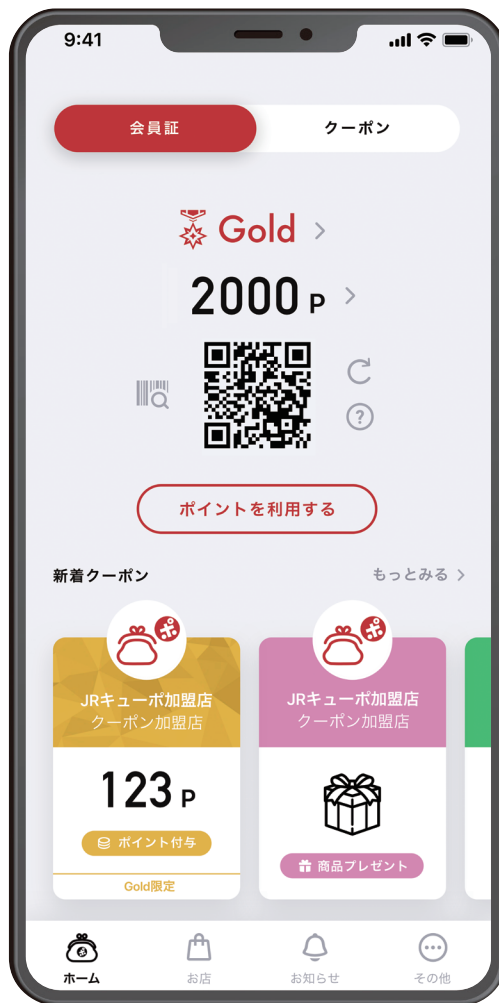 9:41
会員証
クーポン
Gold
2000 P
?
ポイントを利用する
新着クーポン
もっとみる
ポ
ポ
JRキューポ加盟店
クーポン加盟店
JRキューポ加盟店
クーポン加盟店
123 P
ポイント付与
商品プレゼント
Gold限定
ホーム
お店
お知らせ
その他